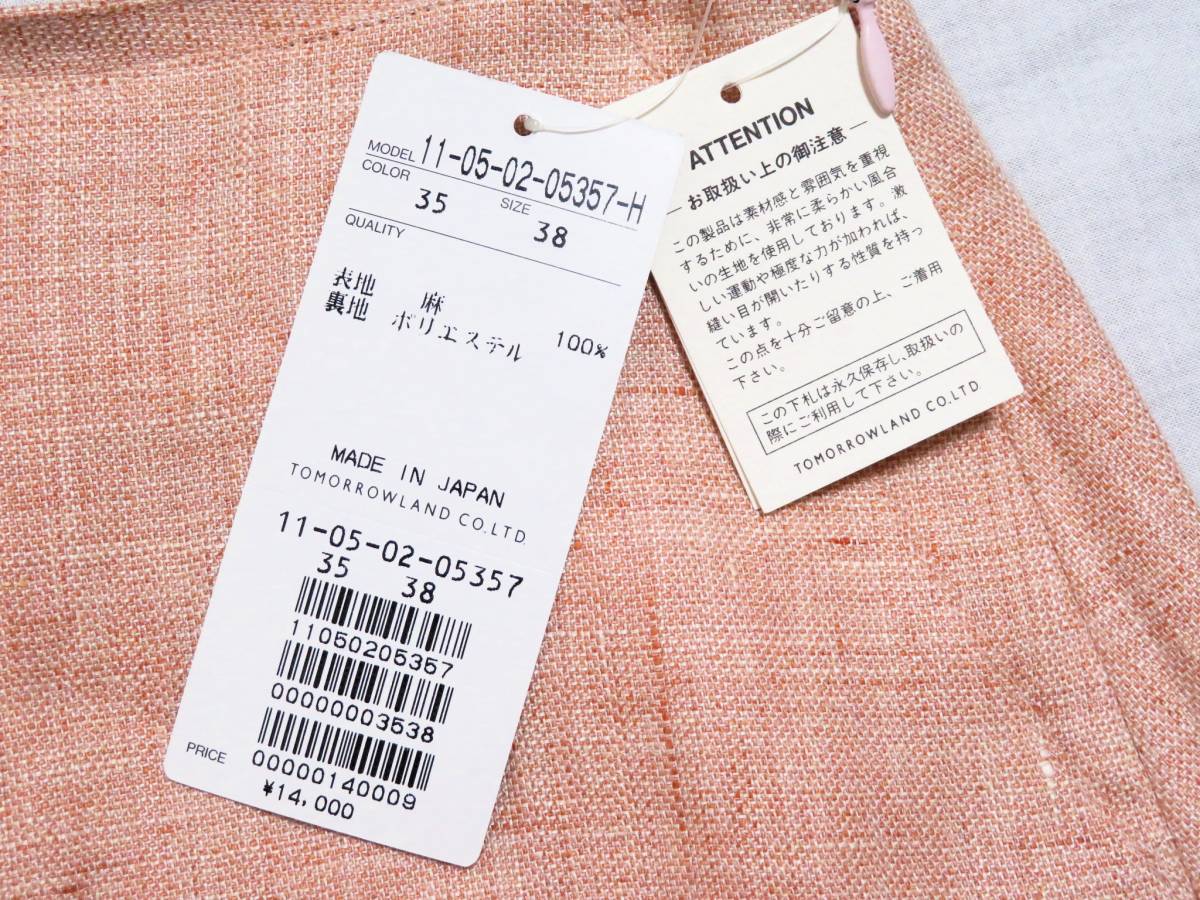 MODEL 11-05-02-05357-H
COLOR 35 SIZE 38
QUALITY
表地 麻
裏地 ポリエステル 100%
MADE IN JAPAN
TOMORROWLAND CO.LTD.
11-05-02-05357
35 38
11050205357
00000003538
00000140009
PRICE
¥14,000
ATTENTION
お取扱い上の御注意
この製品は素材感と雰囲気を重視
するために、非常に柔らかい風合
いの生地を使用しております。激
しい運動や極度な力が加われば、
縫い目が開いたりする性質を持っ
ています。
この点を十分ご留意の上、ご着用
下さい。
この下札は永久保存し、取扱いの
際にご利用して下さい。
TOMORROWLAND CO.LTD.